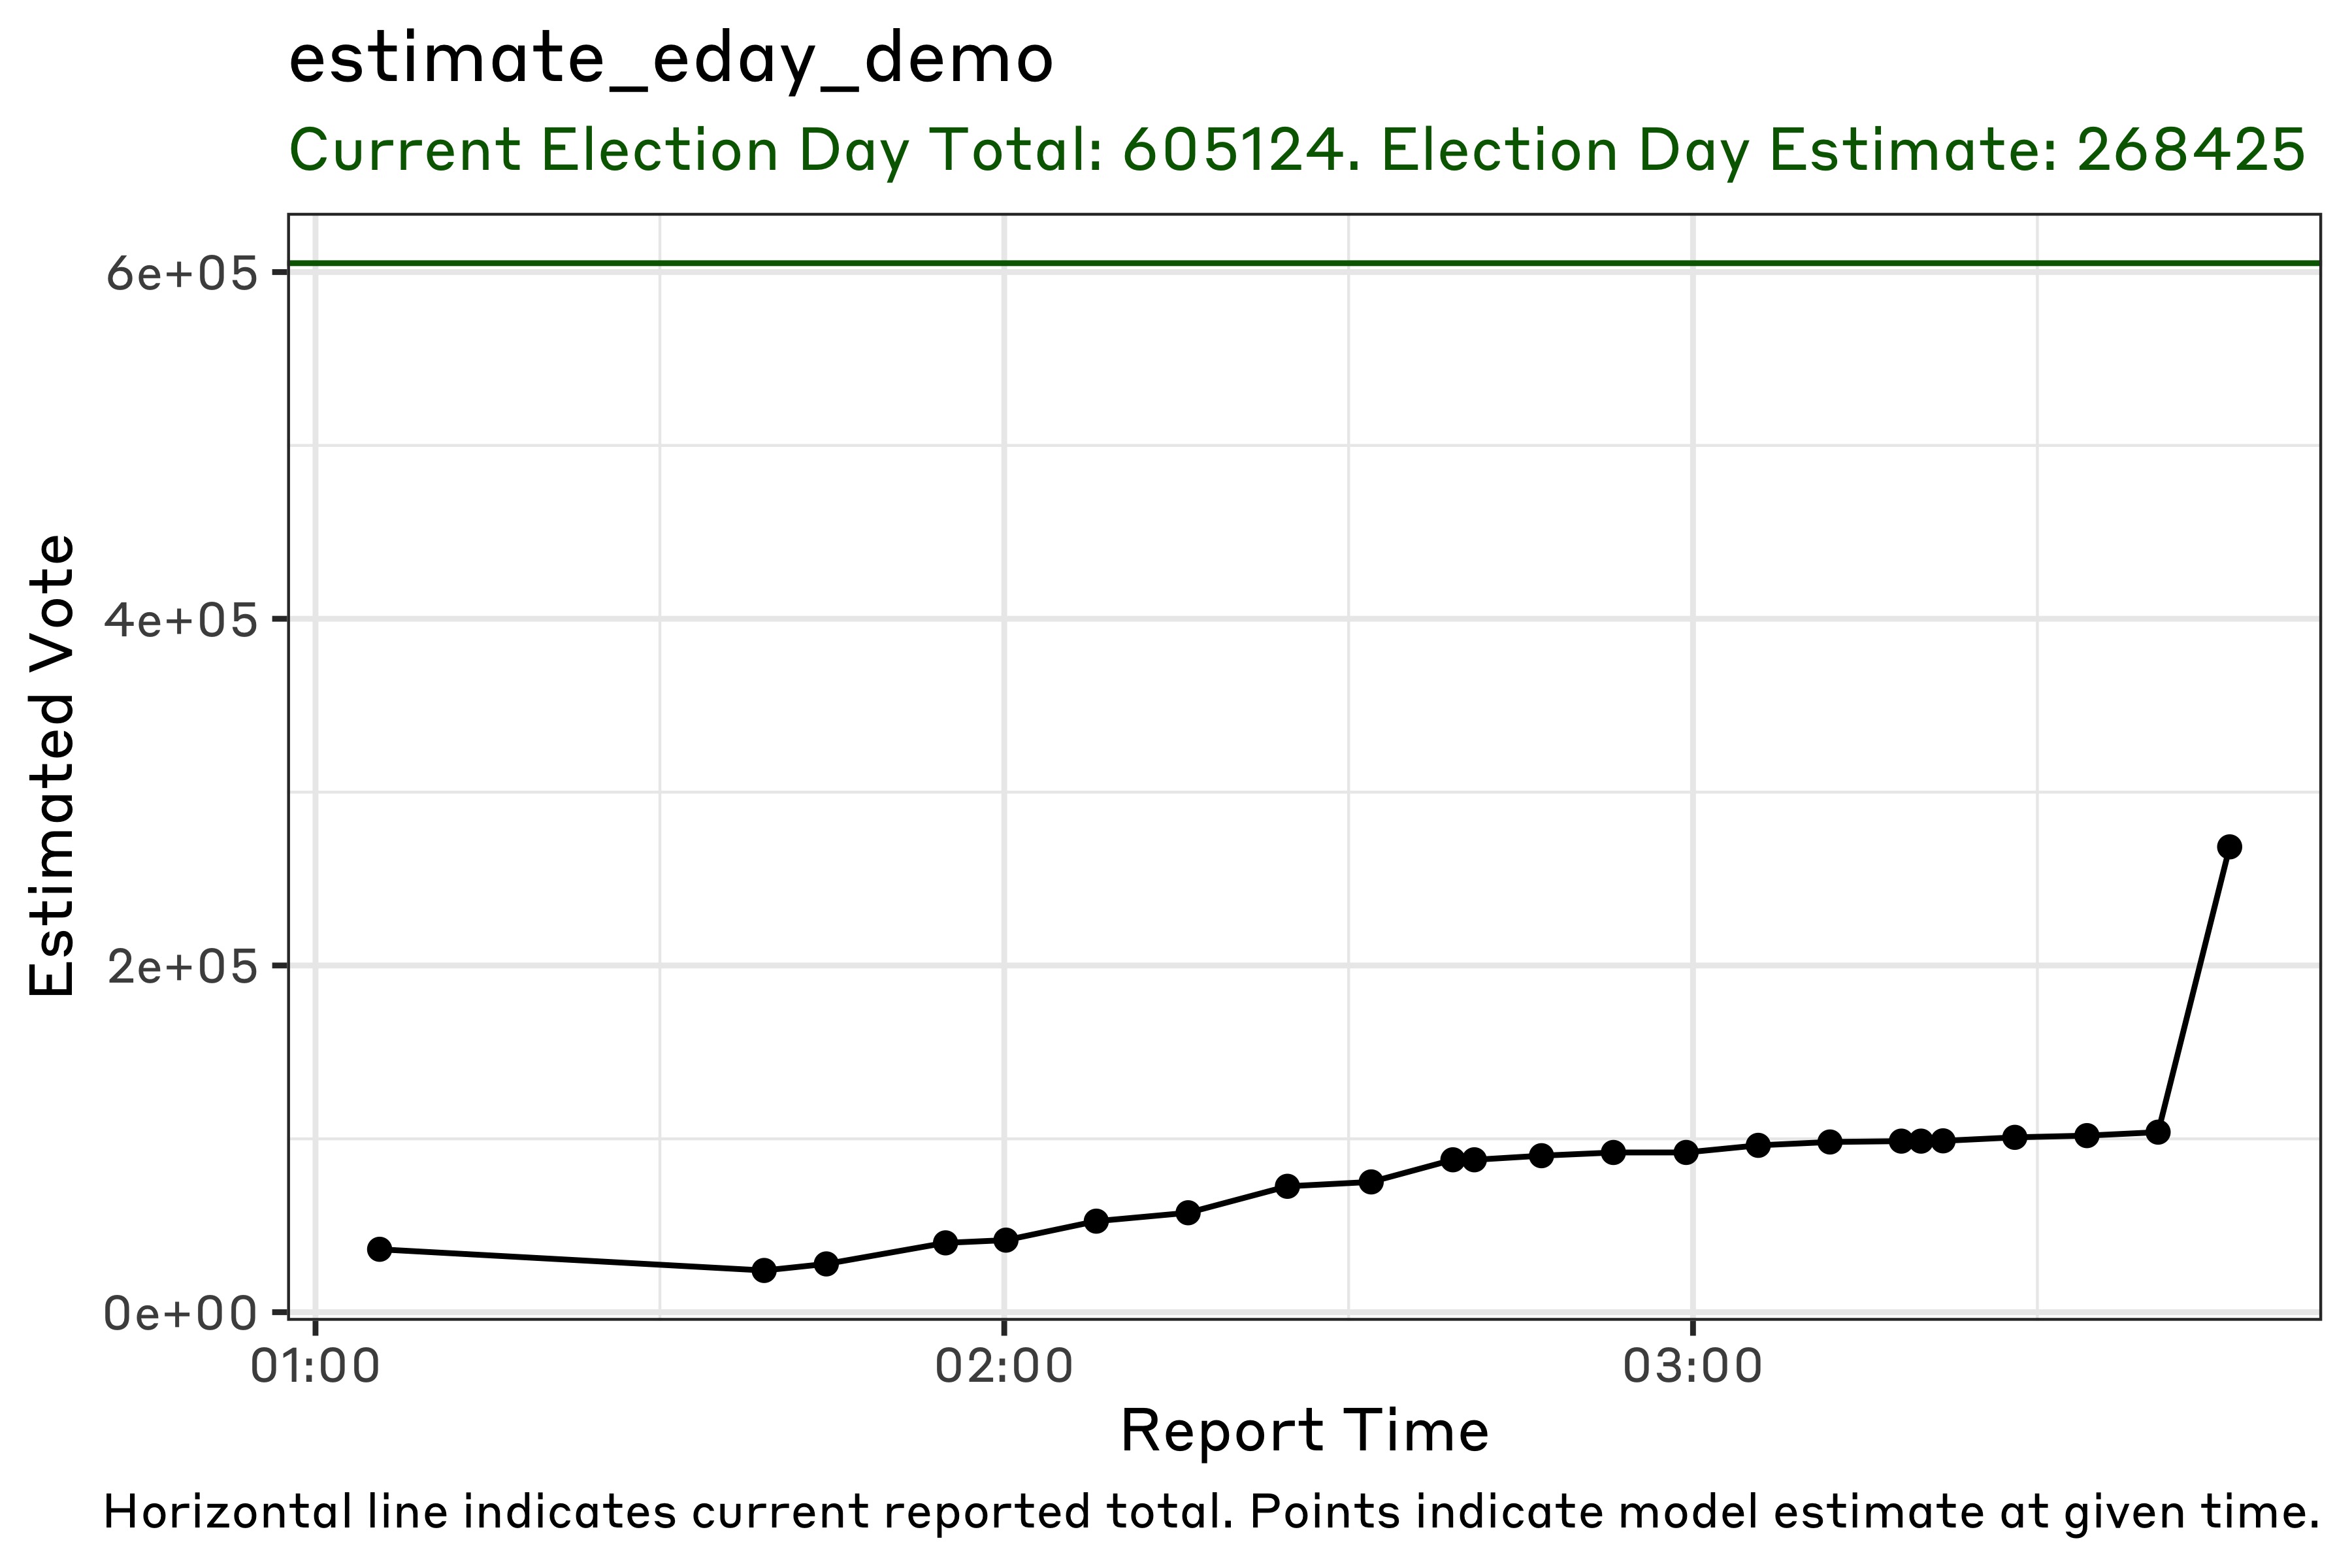 estimate_eday_demo
Current Election Day Total: 605124. Election Day Estimate: 268425
6e+05
4e+05
2e+05
0e+00
Estimated Vote
01:00 02:00 03:00
Report Time
Horizontal line indicates current reported total. Points indicate model estimate at given time.